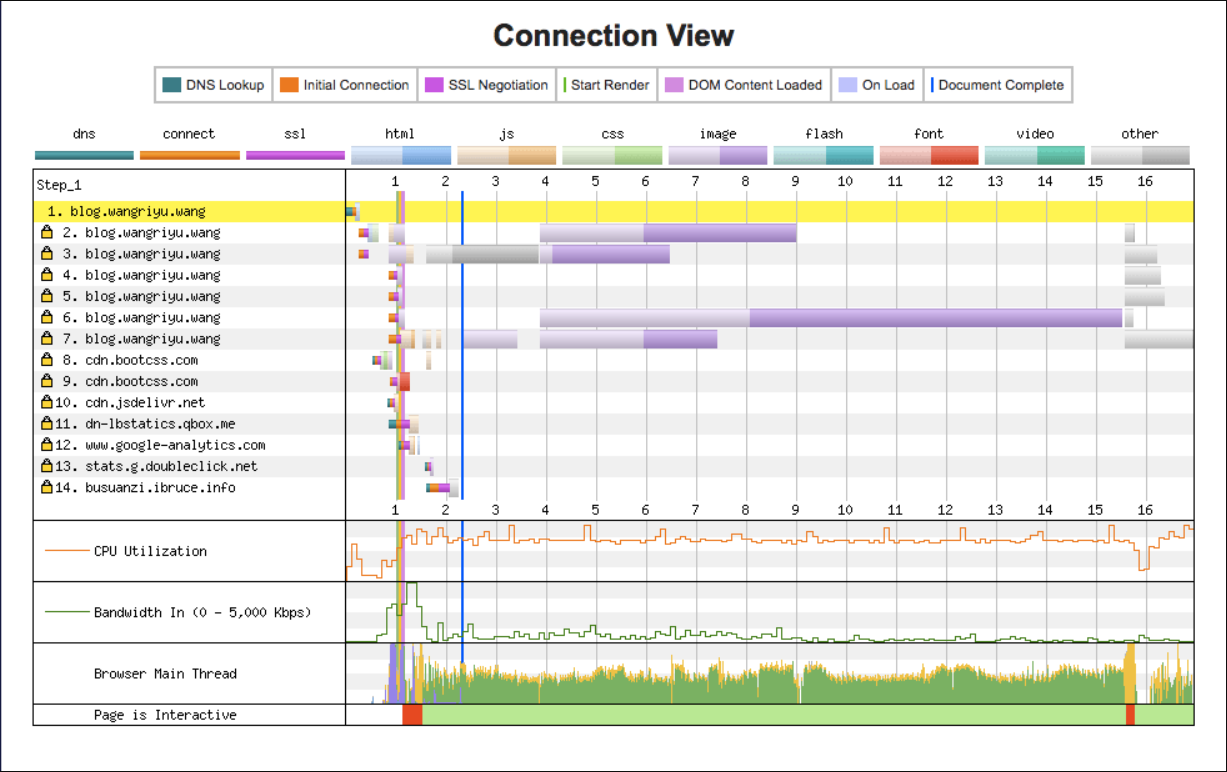 Connection View
DNS Lookup Initial Connection SSL Negotiation Start Render DOM Content Loaded On Load Document Complete
dns connect ssl html js css image flash font video other
Step_1 1 2 3 4 5 6 7 8 9 10 11 12 13 14 15 16
1. blog.wangriyu.wang
2. blog.wangriyu.wang
3. blog.wangriyu.wang
4. blog.wangriyu.wang
5. blog.wangriyu.wang
6. blog.wangriyu.wang
7. blog.wangriyu.wang
8. cdn.bootcss.com
9. cdn.bootcss.com
10. cdn.jsdelivr.net
11. dn-lbstatics.qbox.me
12. www.google-analytics.com
13. stats.g.doubleclick.net
14. busuanzi.ibruce.info
1 2 3 4 5 6 7 8 9 10 11 12 13 14 15 16
CPU Utilization
Bandwidth In (0 - 5,000 Kbps)
Browser Main Thread
Page is Interactive